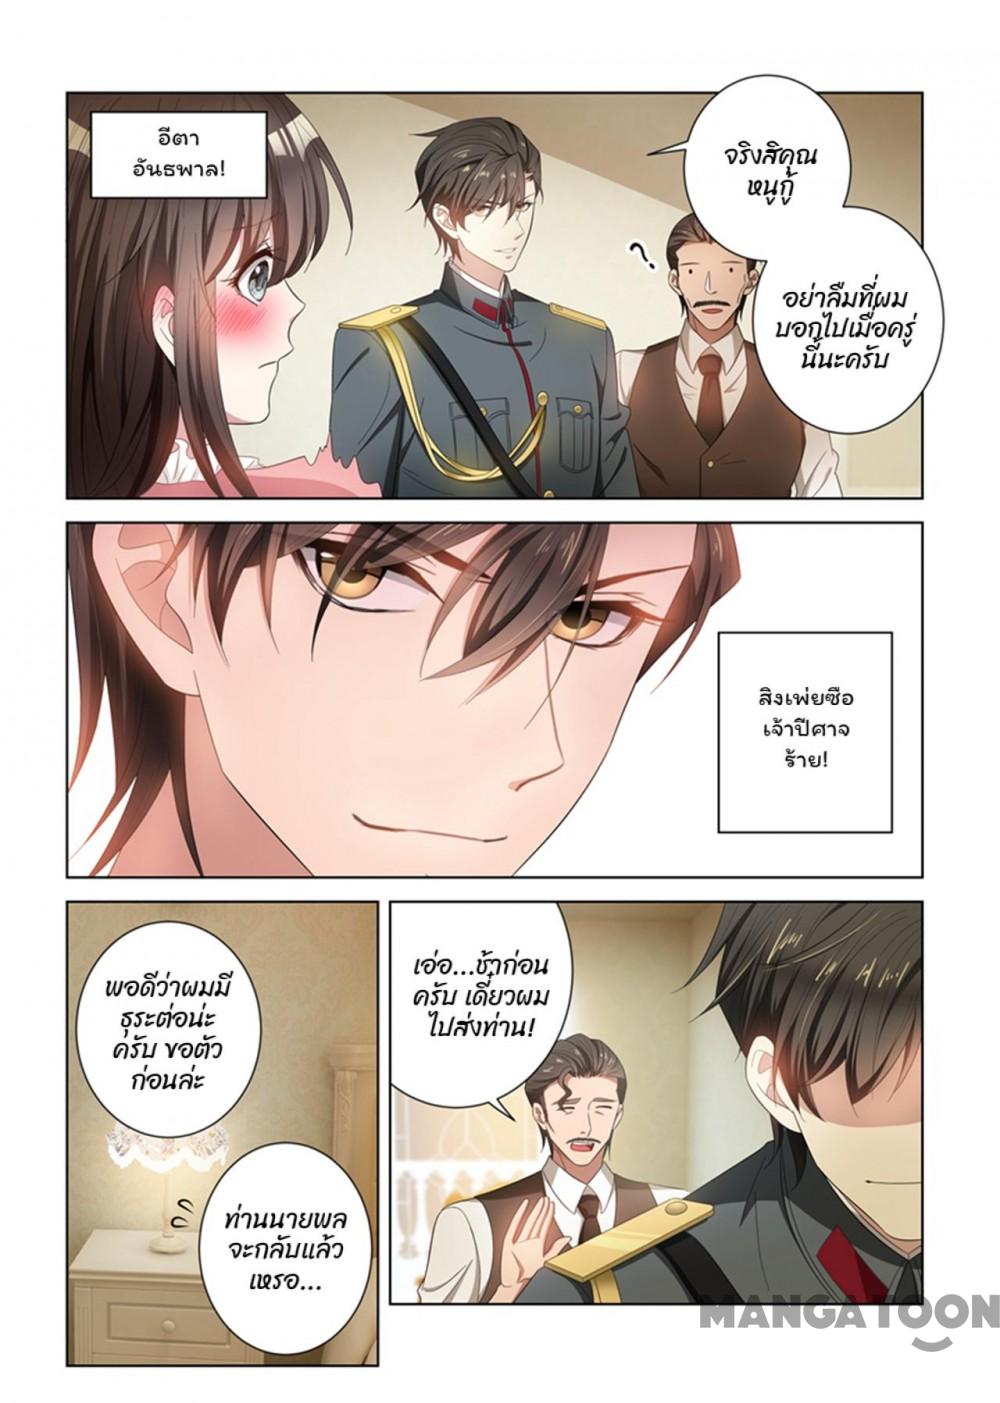 อีตา
อันธพาล!
จริงสิคุณ
หนูกู้
อย่าลืมที่ผม
บอกไปเมื่อครู่
นี้นะครับ
?
สิงเพ่ยซือ
เจ้าปีศาจ
ร้าย!
พอดีว่าผมมี
ธุระต่อน่ะ
ครับ ขอตัว
ก่อนล่ะ
ท่านนายพล
จะกลับแล้ว
เหรอ...
เอ่อ...ช้าก่อน
ครับ เดี๋ยวผม
ไปส่งท่าน!
MANGATOON